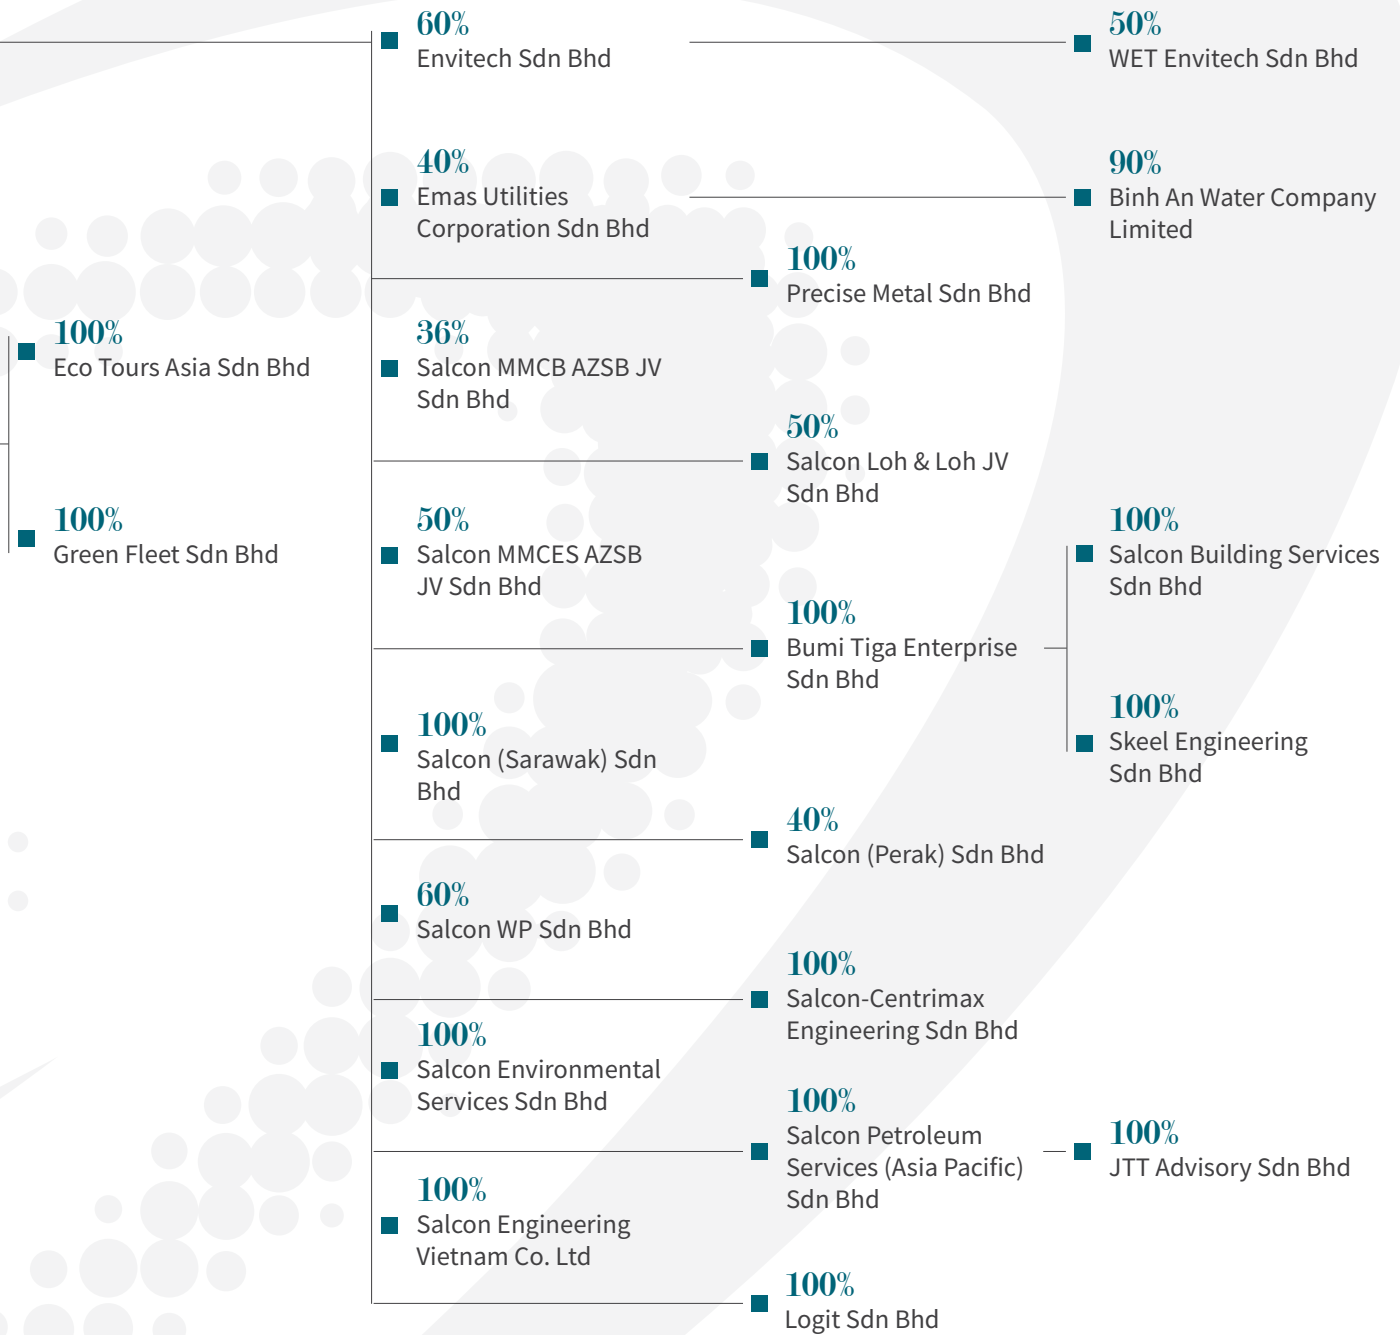 100%
Eco Tours Asia Sdn Bhd
100%
Green Fleet Sdn Bhd
60%
Envitech Sdn Bhd
40%
Emas Utilities
Corporation Sdn Bhd
36%
Salcon MMCB AZSB JV
Sdn Bhd
50%
Salcon MMCES AZSB
JV Sdn Bhd
100%
Salcon (Sarawak) Sdn
Bhd
60%
Salcon WP Sdn Bhd
100%
Salcon Environmental
Services Sdn Bhd
100%
Salcon Engineering
Vietnam Co. Ltd
100%
Precise Metal Sdn Bhd
50%
Salcon Loh & Loh JV
Sdn Bhd
100%
Bumi Tiga Enterprise
Sdn Bhd
40%
Salcon (Perak) Sdn Bhd
100%
Salcon-Centrimax
Engineering Sdn Bhd
100%
Salcon Petroleum
Services (Asia Pacific)
Sdn Bhd
100%
Logit Sdn Bhd
50%
WET Envitech Sdn Bhd
90%
Binh An Water Company
Limited
100%
Salcon Building Services
Sdn Bhd
100%
Skeel Engineering
Sdn Bhd
100%
JTT Advisory Sdn Bhd